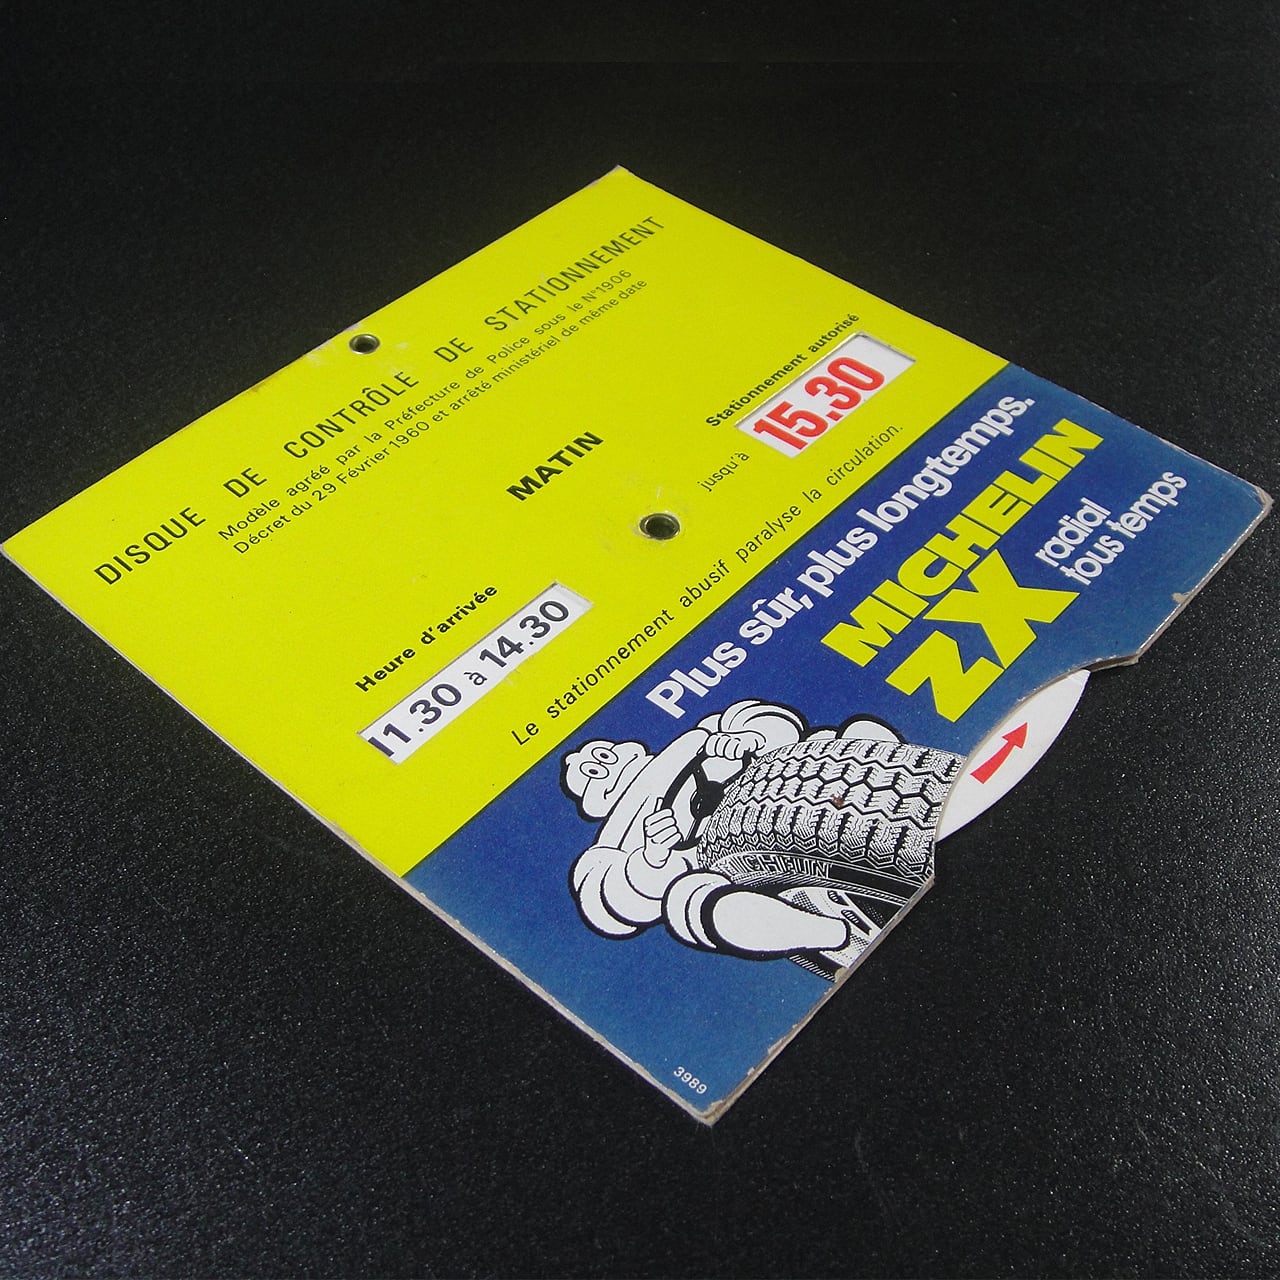 DISQUE DE CONTRÔLE DE STATIONNEMENT
Modèle agréé par la Préfecture de Police sous le N°1906
Décret du 29 Février 1960 et arrêté ministériel de même date
MATIN
Heure d'arrivée
11.30 à 14.30
Stationnement autorisé
jusqu'à
15.30
Le stationnement abusif paralyse la circulation.
Plus sûr, plus longtemps.
MICHELIN
ZX
radial
tous temps
MICHELIN
3989